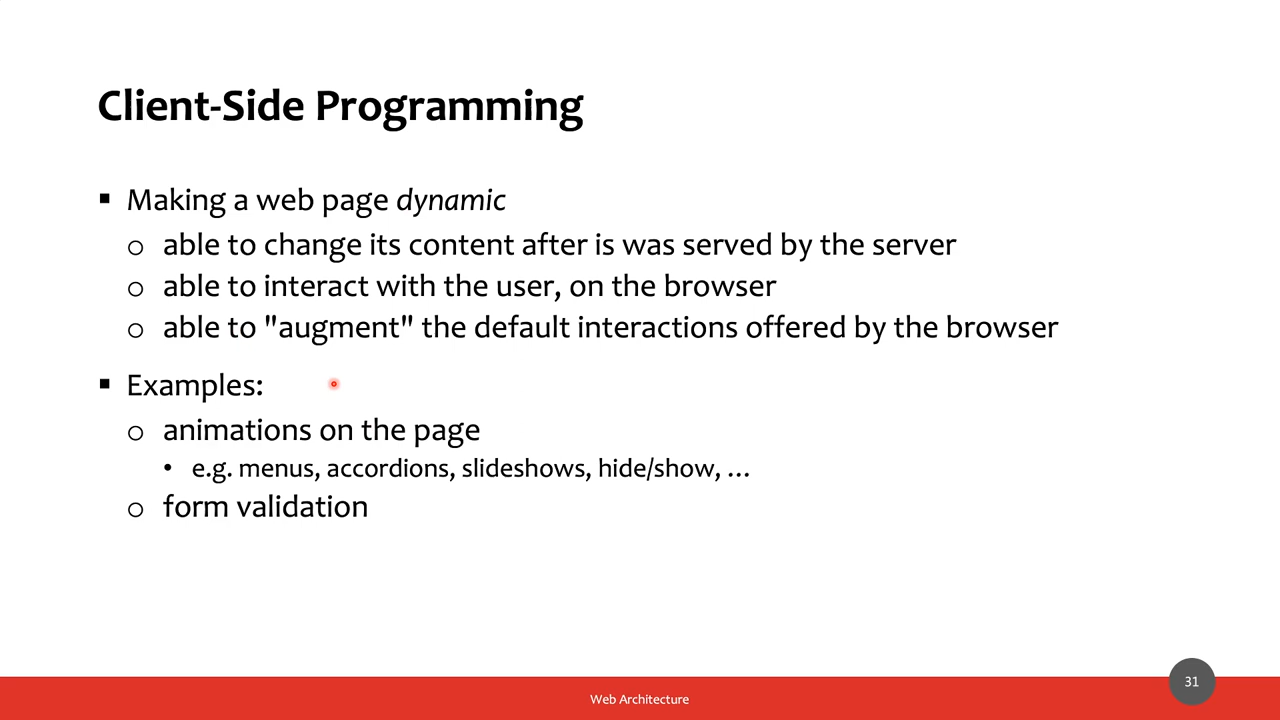 Client-Side Programming
▪ Making a web page dynamic
o able to change its content after is was served by the server
o able to interact with the user, on the browser
o able to "augment" the default interactions offered by the browser
▪ Examples:
o animations on the page
• e.g. menus, accordions, slideshows, hide/show, …
o form validation
31
Web Architecture